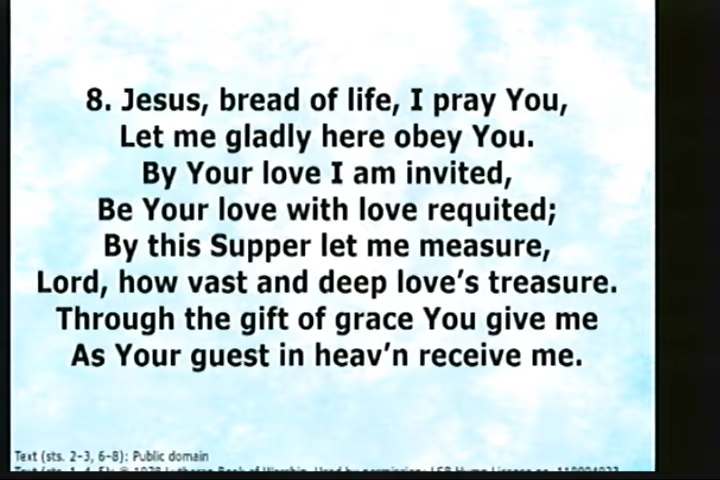 8. Jesus, bread of life, I pray You,
Let me gladly here obey You.
By Your love I am invited,
Be Your love with love requited;
By this Supper let me measure,
Lord, how vast and deep love's treasure.
Through the gift of grace You give me
As Your guest in heav'n receive me.
Text (sts. 2-3, 6-8): Public domain